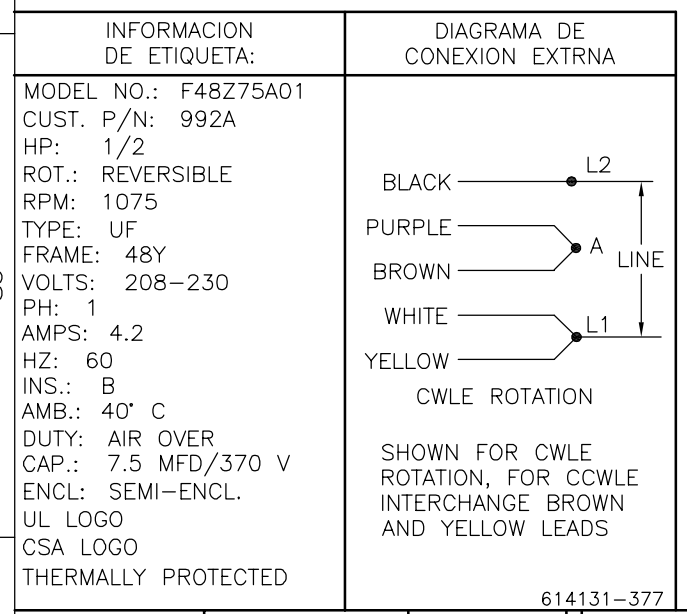 INFORMACION
DE ETIQUETA:
MODEL NO.: F48Z75A01
CUST. P/N: 992A
HP: 1/2
ROT.: REVERSIBLE
RPM: 1075
TYPE: UF
FRAME: 48Y
VOLTS: 208-230
PH: 1
AMPS: 4.2
HZ: 60
INS.: B
AMB.: 40° C
DUTY: AIR OVER
CAP.: 7.5 MFD/370 V
ENCL: SEMI-ENCL.
UL LOGO
CSA LOGO
THERMALLY PROTECTED
DIAGRAMA DE
CONEXION EXTRNA
BLACK L2
PURPLE
A
BROWN
LINE
WHITE
L1
YELLOW
CWLE ROTATION
SHOWN FOR CWLE
ROTATION, FOR CCWLE
INTERCHANGE BROWN
AND YELLOW LEADS
614131-377